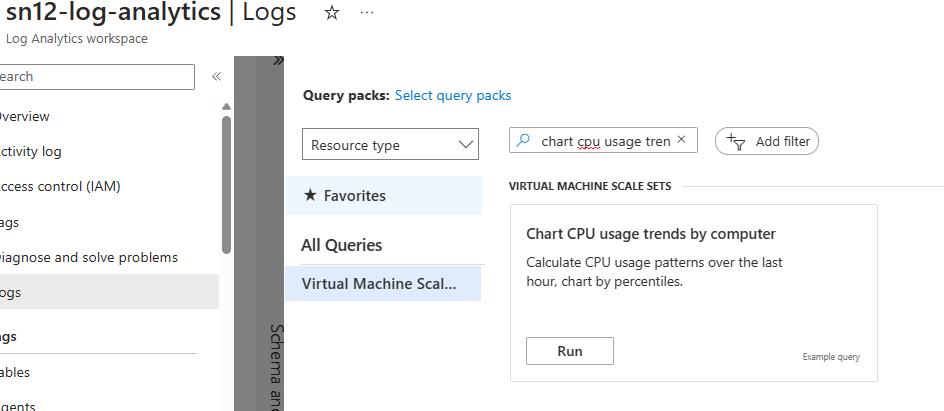 sn12-log-analytics | Logs
Log Analytics workspace
earch
verview
Query packs: Select query packs
Resource type
chart cpu usage tren
Add filter
ctivity log
ccess control (IAM)
ags
iagnose and solve problems
ogs
ngs
ables
gents
Schema and
Favorites
All Queries
Virtual Machine Scal...
VIRTUAL MACHINE SCALE SETS
Chart CPU usage trends by computer
Calculate CPU usage patterns over the last
hour, chart by percentiles.
Run
Example query